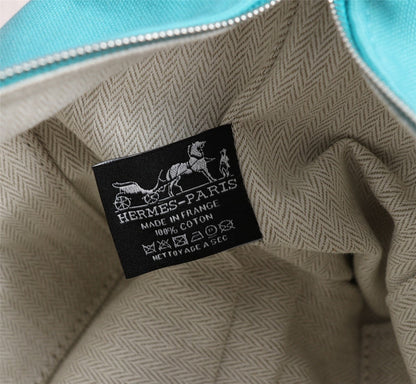 HERMES-PARIS
MADE IN FRANCE
100% COTON
NETTOYAGE A SEC